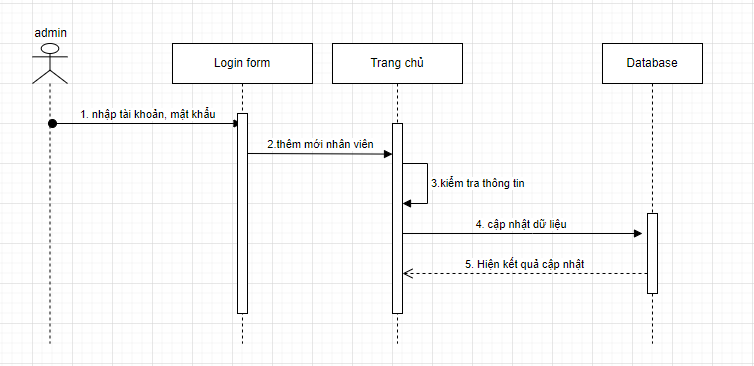 admin
Login form
Trang chủ
Database
1. nhập tài khoản, mật khẩu
2.thêm mới nhân viên
3.kiểm tra thông tin
4. cập nhật dữ liệu
5. Hiện kết quả cập nhật